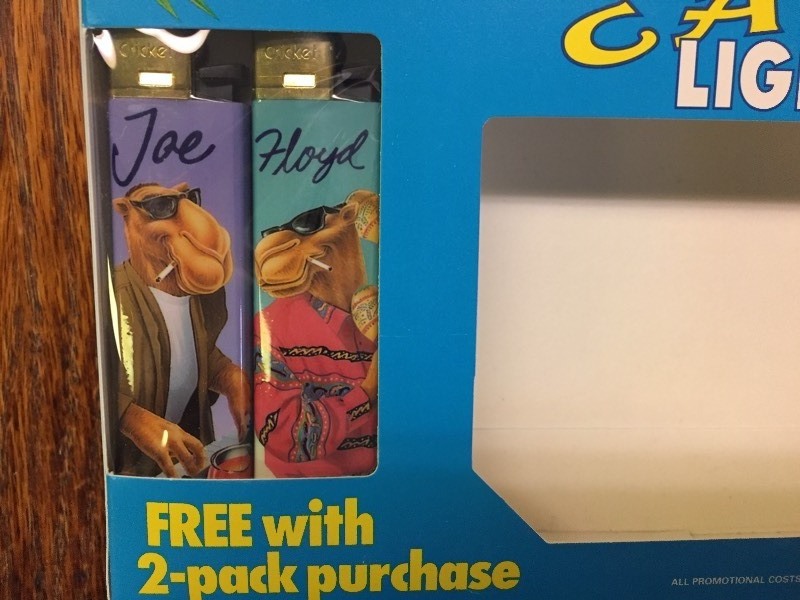 Cricket Cricket
Joe Floyd
LIG
FREE with
2-pack purchase
ALL PROMOTIONAL COSTS